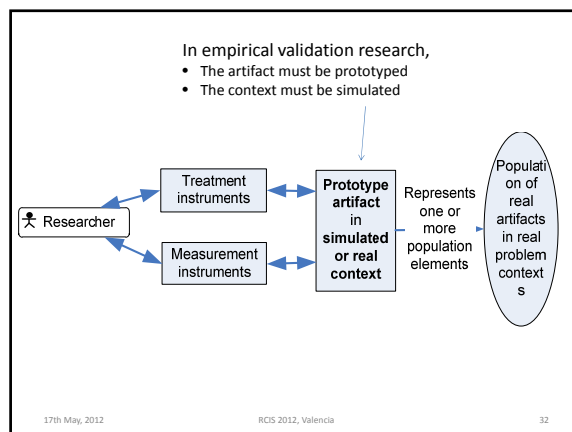 In empirical validation research,
• The artifact must be prototyped
• The context must be simulated
Researcher
Treatment
instruments
Measurement
instruments
Prototype
artifact
in
simulated
or real
context
Represents
one or
more
population
elements
Populati
on of
real
artifacts
in real
problem
context
s
17th May, 2012
RCIS 2012, Valencia
32